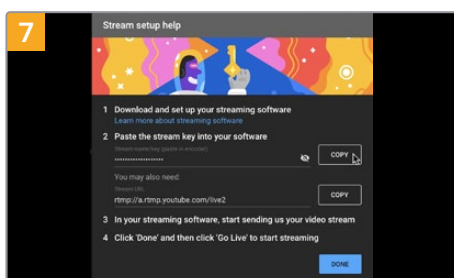 7
Stream setup help
1 Download and set up your streaming software
Learn more about streaming software
2 Paste the stream key into your software
Stream name/key (paste in encoder)
••••••••••••••••••
COPY
You may also need:
Stream URL
rtmp://a.rtmp.youtube.com/live2
COPY
3 In your streaming software, start sending us your video stream
4 Click 'Done' and then click 'Go Live' to start streaming
DONE